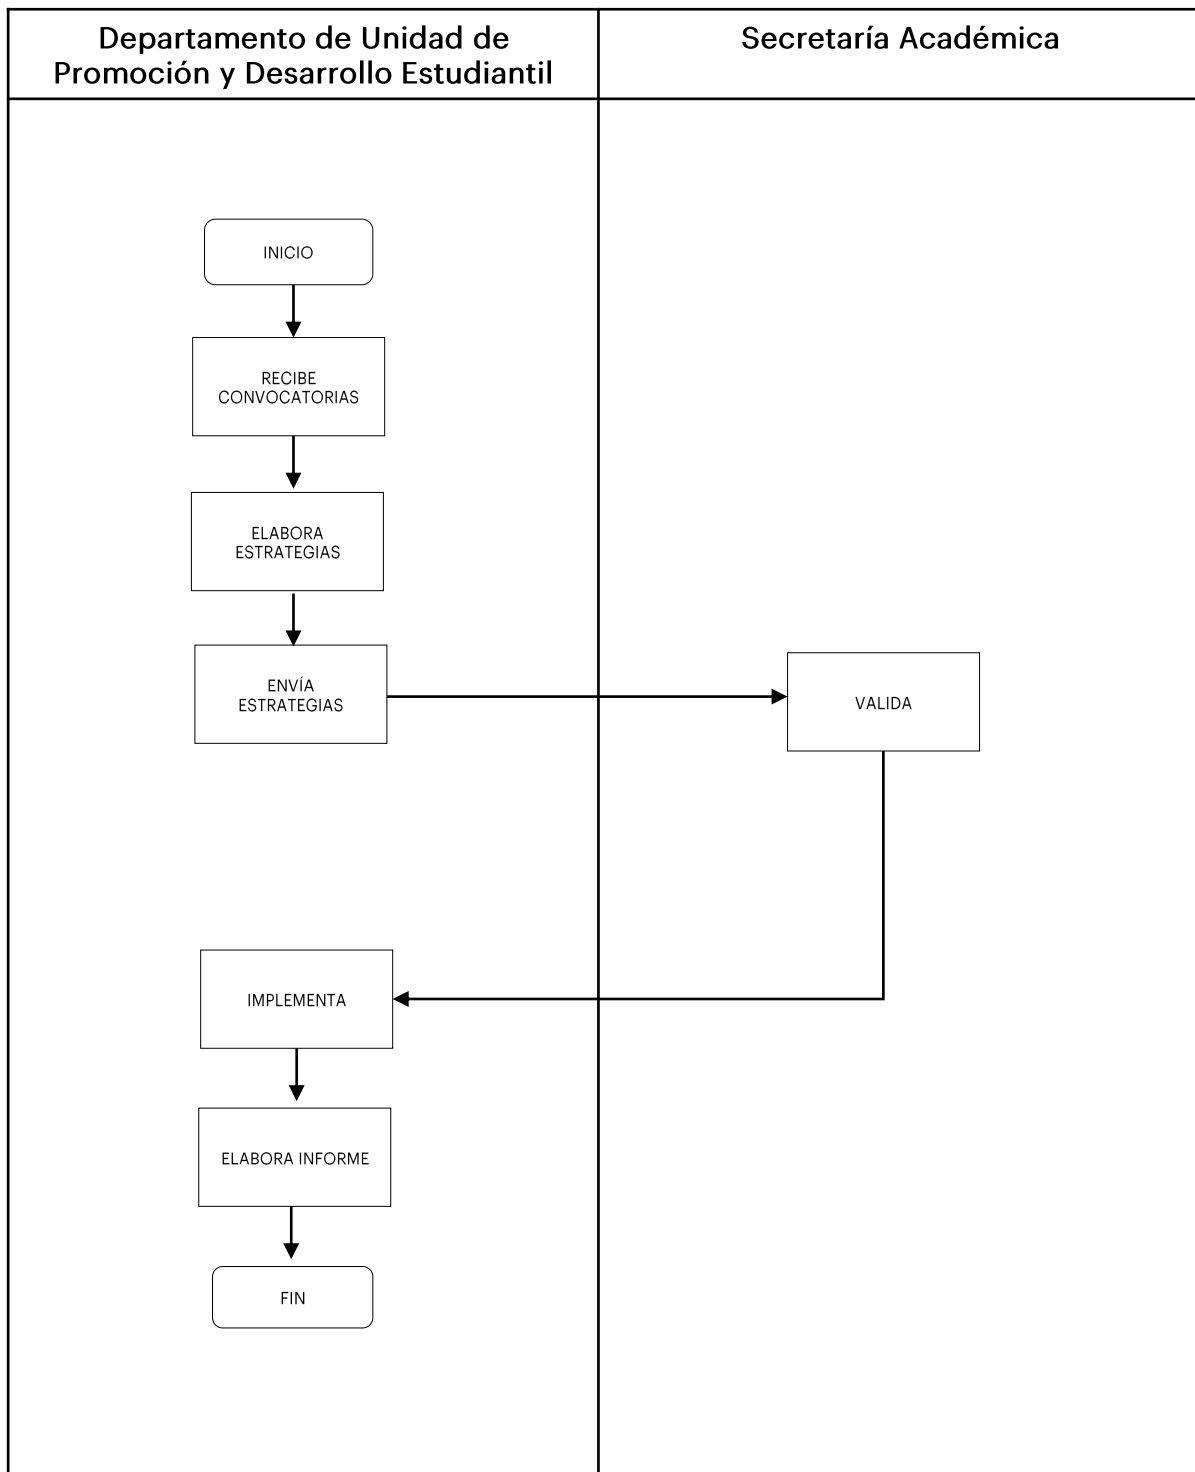 Departamento de Unidad de
Promoción y Desarrollo Estudiantil
Secretaría Académica
INICIO
RECIBE
CONVOCATORIAS
ELABORA
ESTRATEGIAS
ENVÍA
ESTRATEGIAS
VALIDA
IMPLEMENTA
ELABORA INFORME
FIN